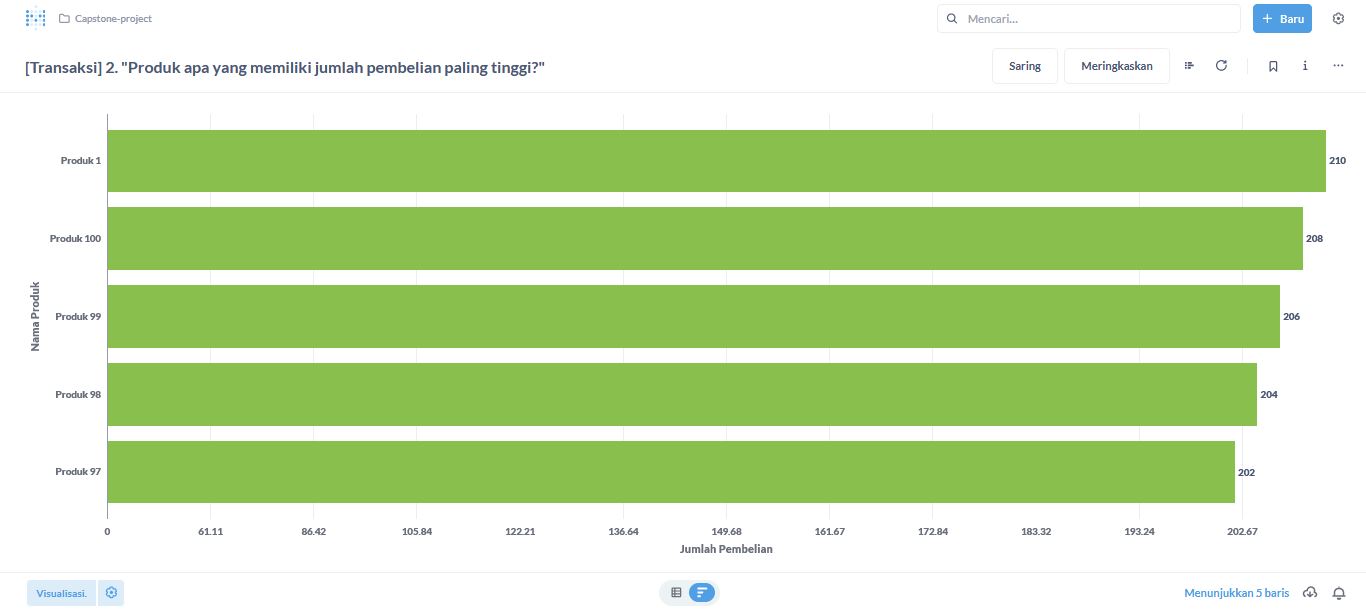 Capstone-project
Mencari...
+ Baru
[Transaksi] 2. "Produk apa yang memiliki jumlah pembelian paling tinggi?"
Saring
Meringkaskan
Nama Produk
Produk 1
210
Produk 100
208
Produk 99
206
Produk 98
204
Produk 97
202
0 61.11 86.42 105.84 122.21 136.64 149.68 161.67 172.84 183.32 193.24 202.67
Jumlah Pembelian
Visualisasi.
Menunjukkan 5 baris